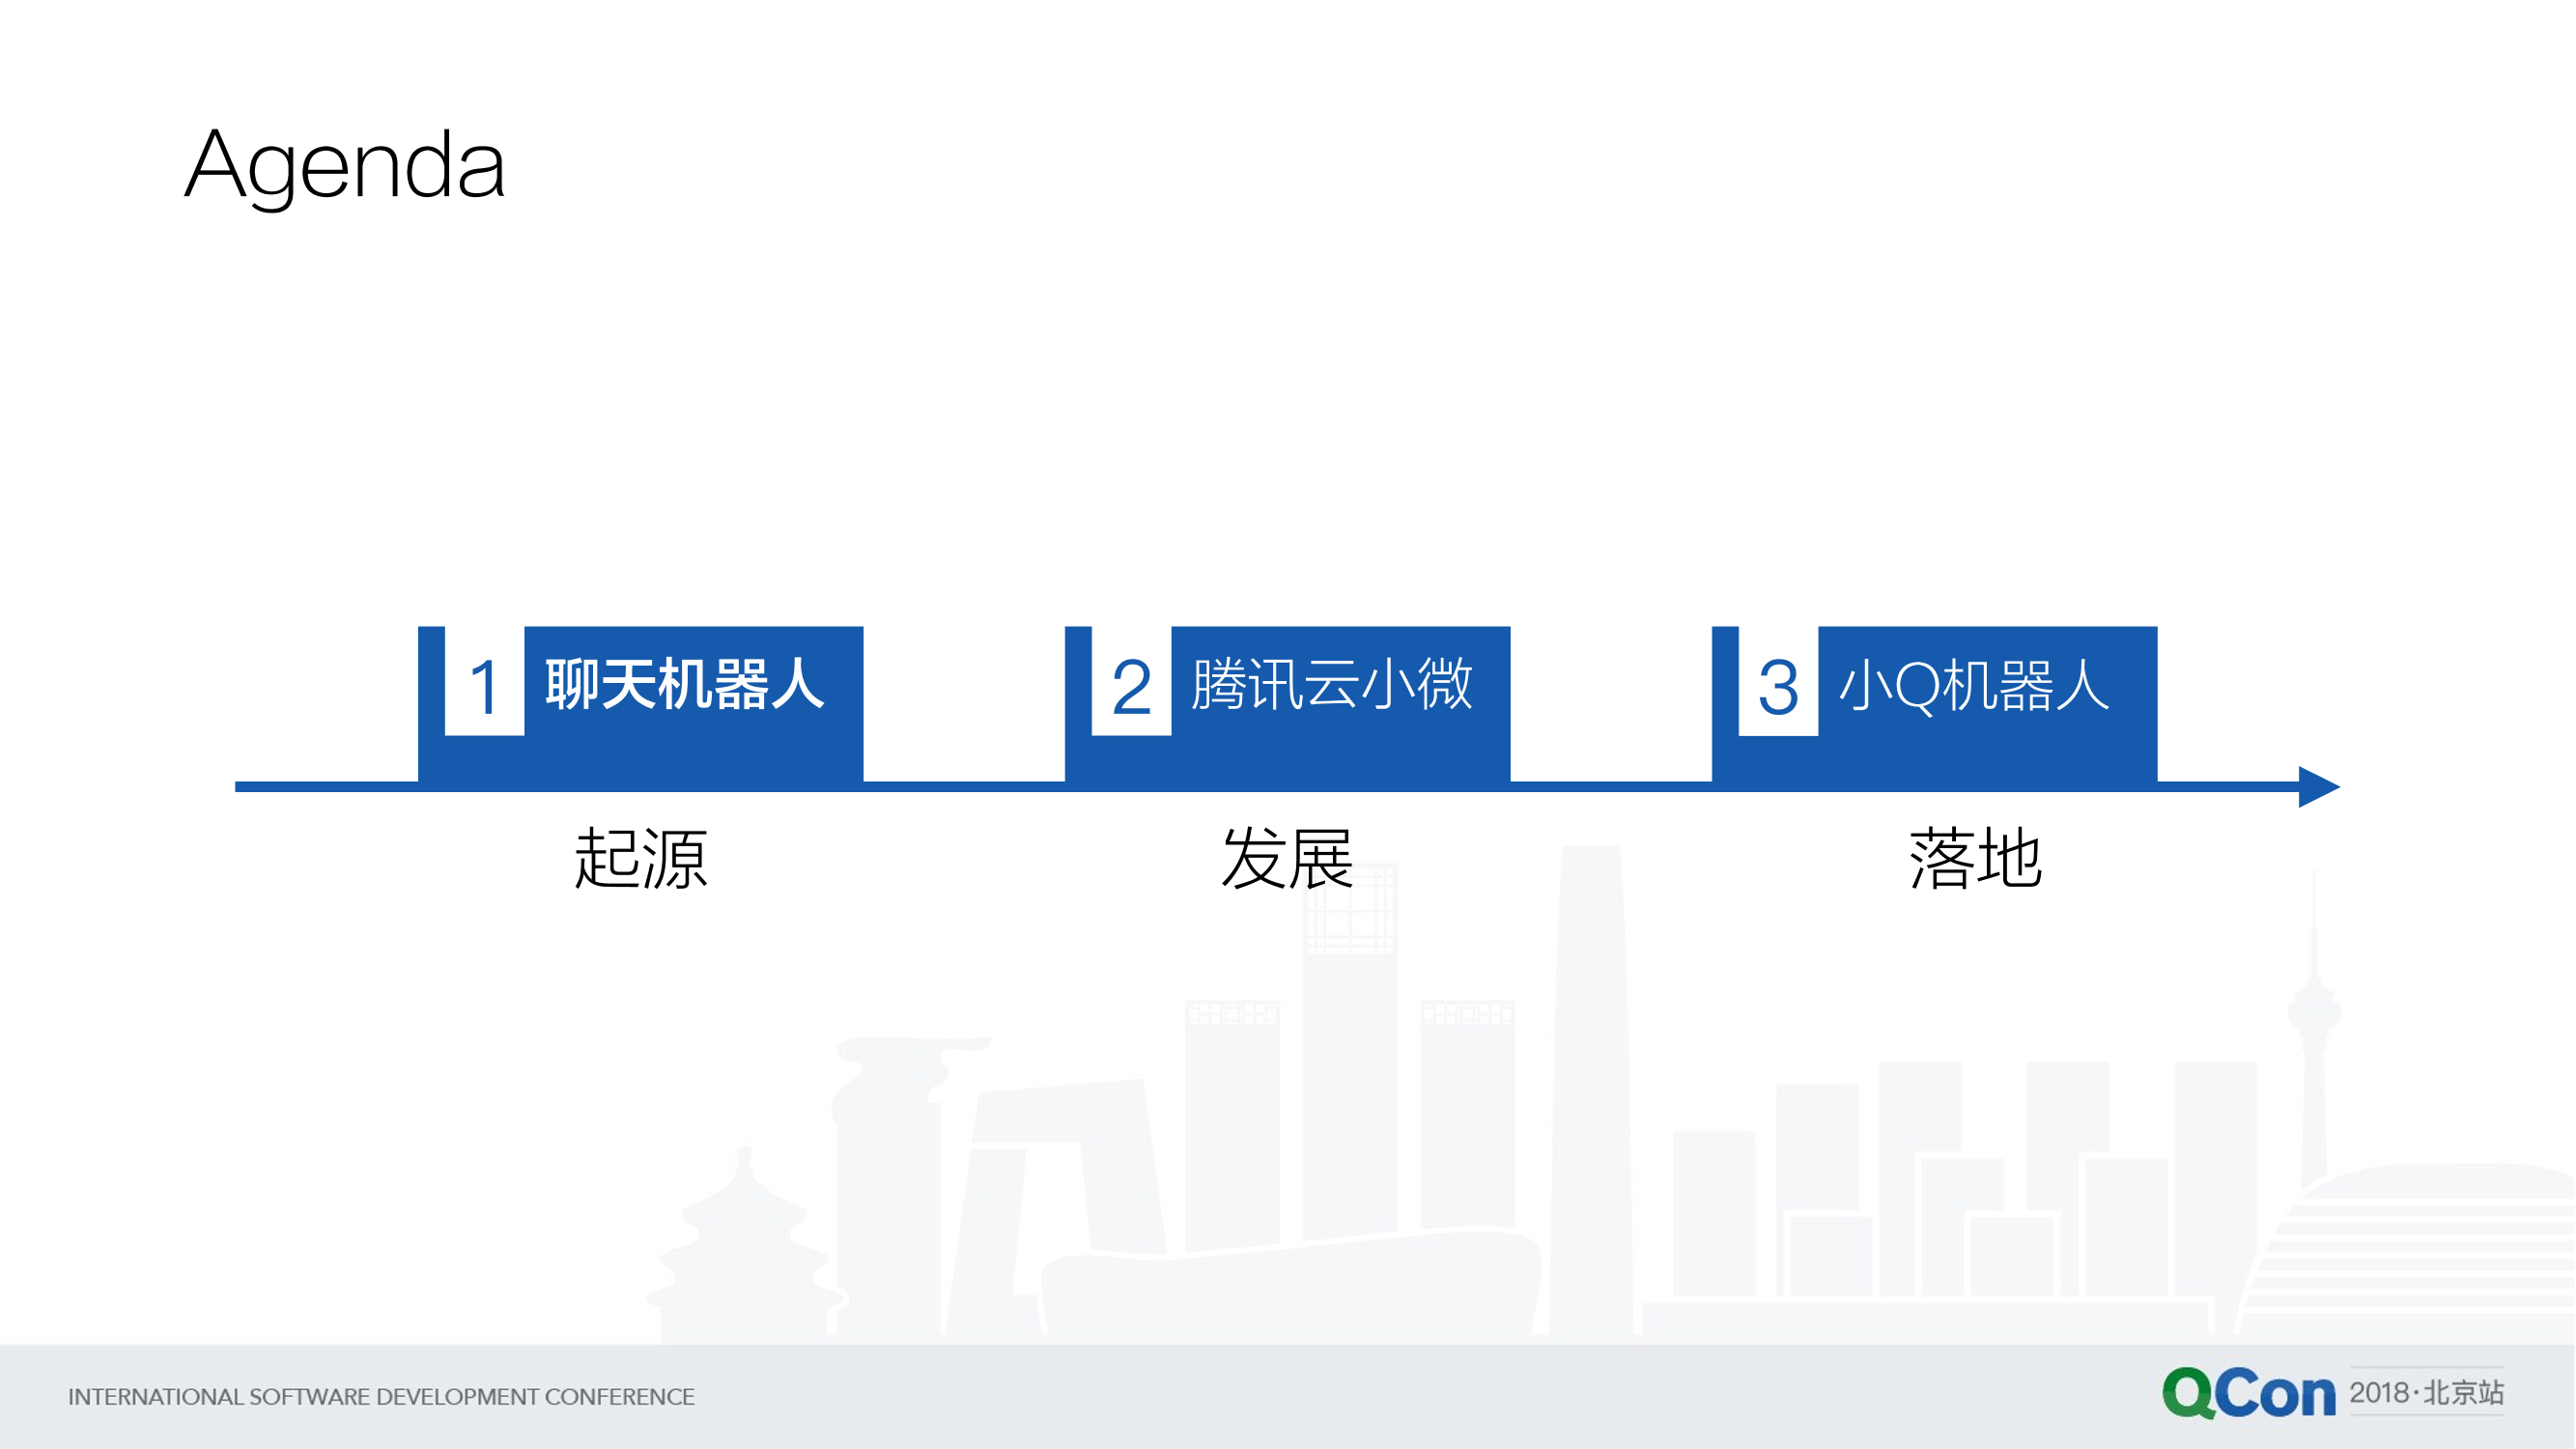 Agenda
1 聊天机器人
2 腾讯云小微
3 小Q机器人
起源
发展
落地
INTERNATIONAL SOFTWARE DEVELOPMENT CONFERENCE
QCon 2018·北京站